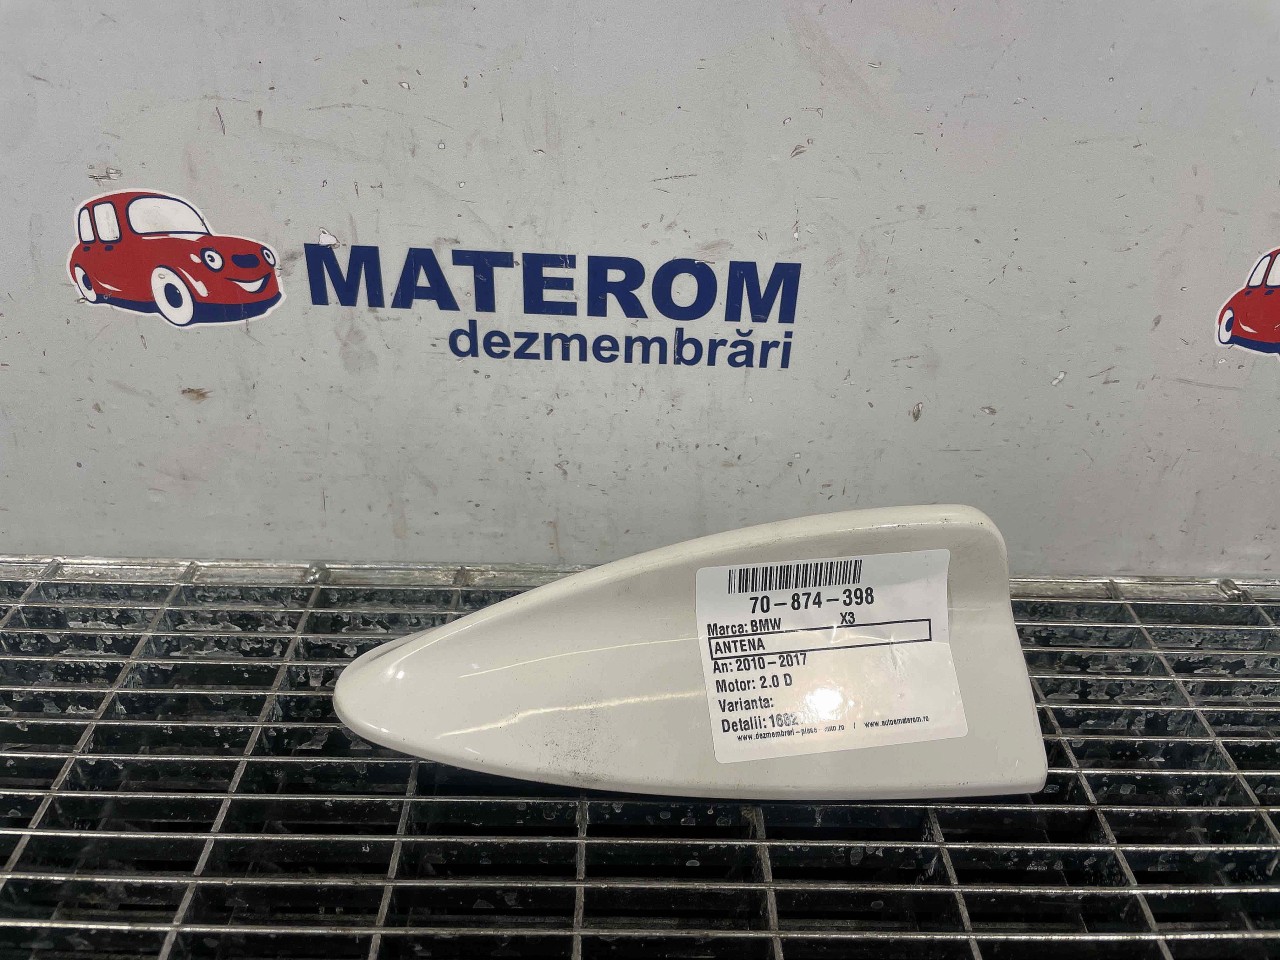 MATEROM
dezmembrări
70-874-398
Marca: BMW X3
ANTENA
An: 2010-2017
Motor: 2.0 D
Varianta:
Detalii:
www.autoematerom.ro